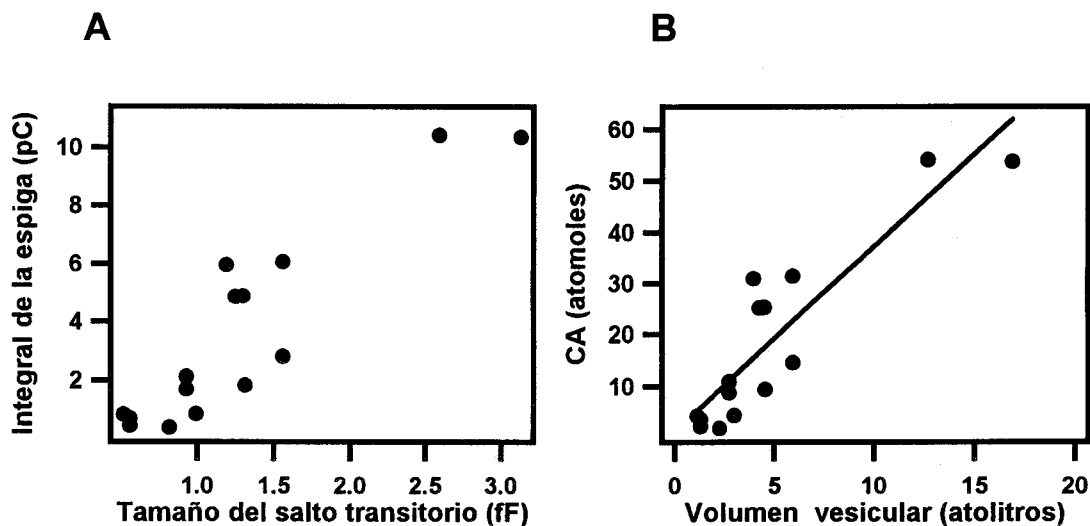 A
B
Integral de la espiga (pC)
10
8
6
4
2
1.0 1.5 2.0 2.5 3.0
Tamaño del salto transitorio (fF)
CA (atomoles)
60
50
40
30
20
10
0 5 10 15 20
Volumen vesicular (atolitros)